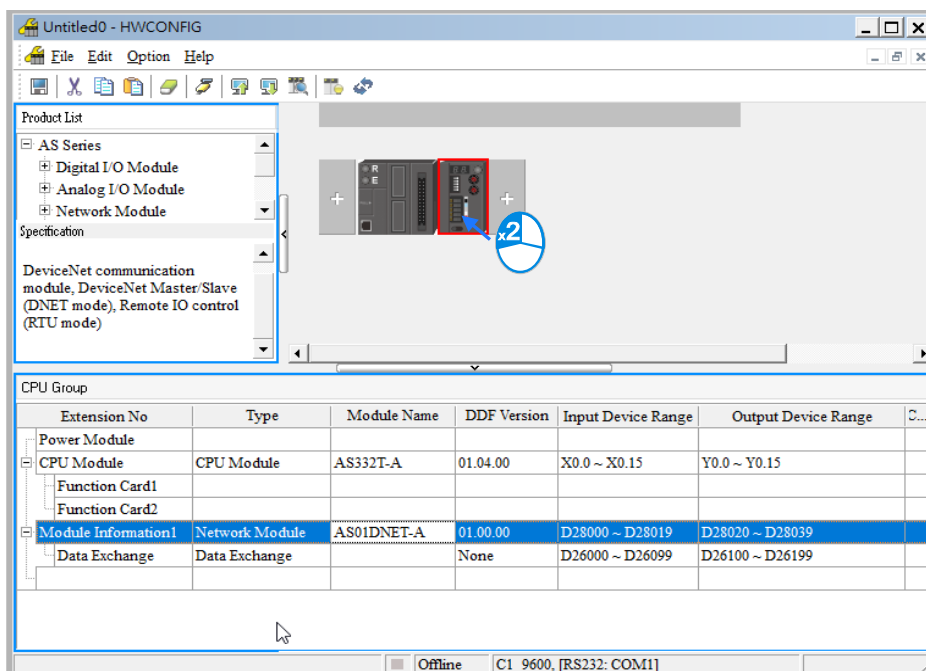 Untitled0 - HWCONFIG
File Edit Option Help
Product List
AS Series
Digital I/O Module
Analog I/O Module
Network Module
Specification
DeviceNet communication
module, DeviceNet Master/Slave
(DNET mode), Remote IO control
(RTU mode)
R
E
x2
CPU Group
Extension No Type Module Name DDF Version Input Device Range Output Device Range C...
Power Module
CPU Module CPU Module AS332T-A 01.04.00 X0.0 ~ X0.15 Y0.0 ~ Y0.15
Function Card1
Function Card2
Module Information1 Network Module AS01DNET-A 01.00.00 D28000 ~ D28019 D28020 ~ D28039
Data Exchange Data Exchange None D26000 ~ D26099 D26100 ~ D26199
Offline C1 9600, [RS232: COM1]